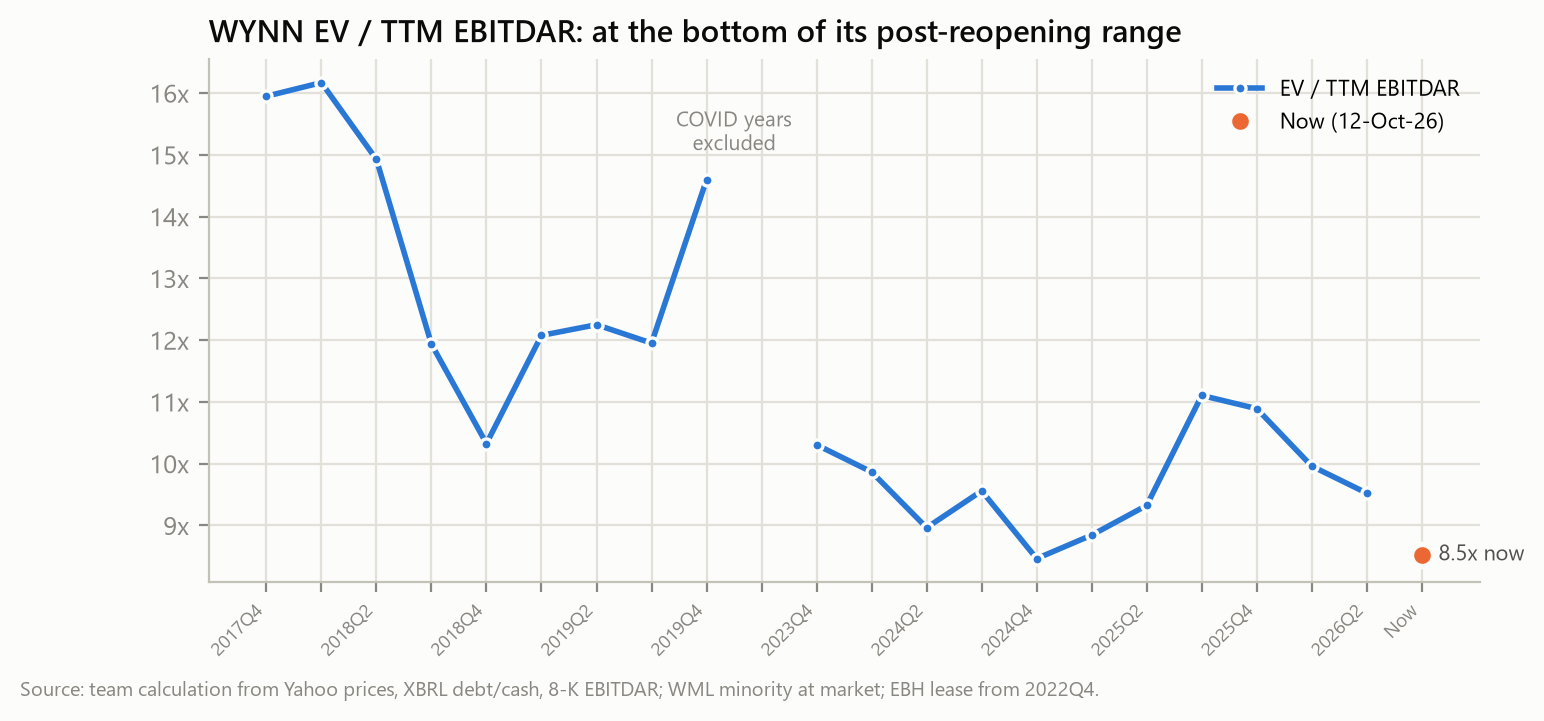 WYNN EV / TTM EBITDAR: at the bottom of its post-reopening range
EV / TTM EBITDAR
Now (12-Oct-26)
COVID years
excluded
16x
15x
14x
13x
12x
11x
10x
9x
8.5x now
2017Q4
2018Q2
2018Q4
2019Q2
2019Q4
2023Q4
2024Q2
2024Q4
2025Q2
2025Q4
2026Q2
Now
Source: team calculation from Yahoo prices, XBRL debt/cash, 8-K EBITDAR; WML minority at market; EBH lease from 2022Q4.